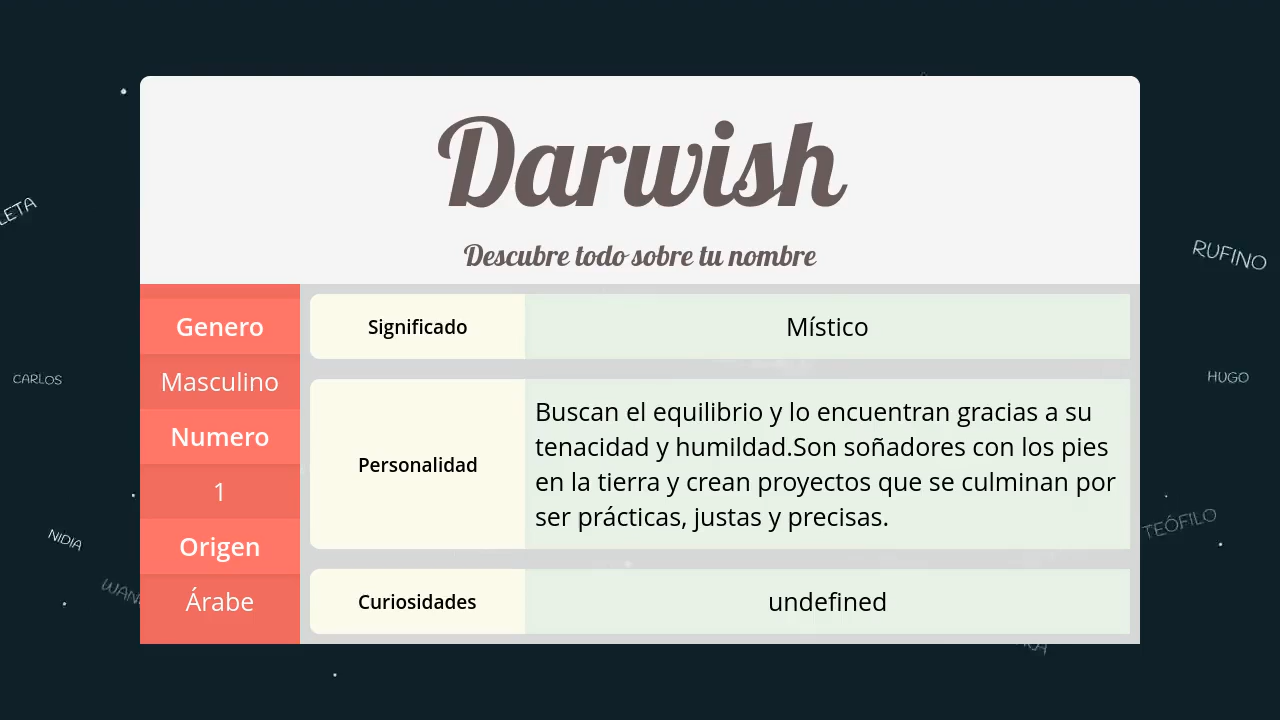 Darwish
Descubre todo sobre tu nombre
Genero
Masculino
Numero
1
Origen
Árabe
Significado
Místico
Personalidad
Buscan el equilibrio y lo encuentran gracias a su
tenacidad y humildad.Son soñadores con los pies
en la tierra y crean proyectos que se culminan por
ser prácticas, justas y precisas.
Curiosidades
undefined
RUFINO
CARLOS
HUGO
NIDIA
TEÓFILO